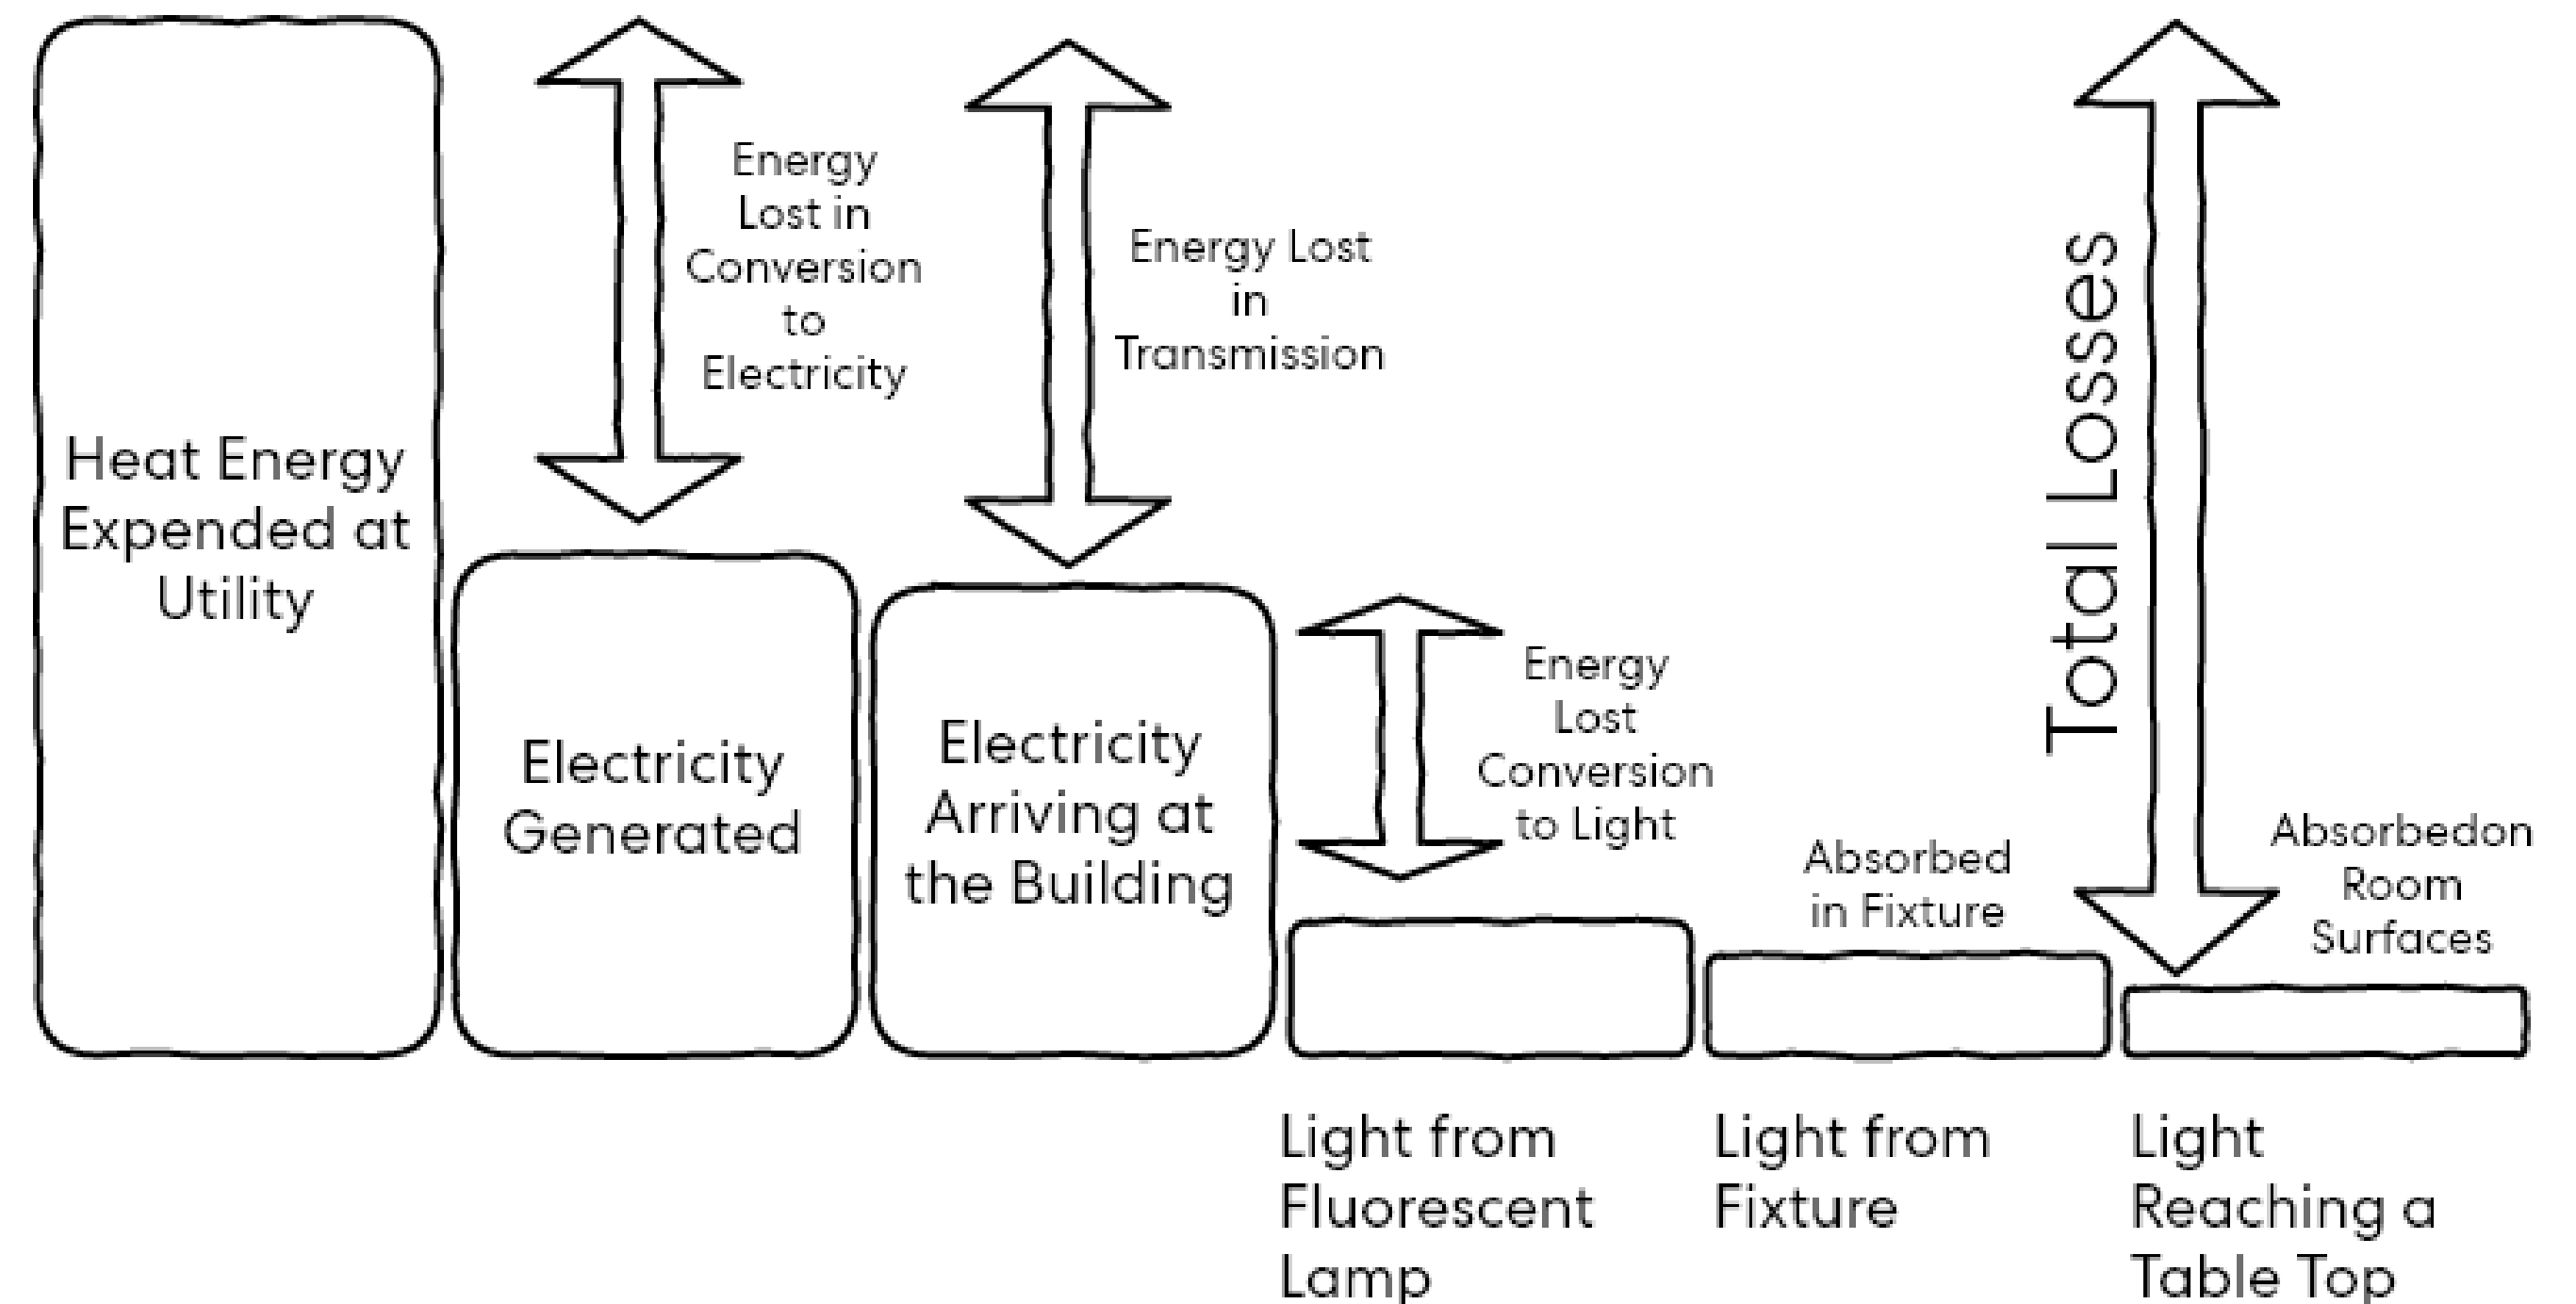 Heat Energy
Expended at
Utility
Energy
Lost in
Conversion
to
Electricity
Electricity
Generated
Energy Lost
in
Transmission
Electricity
Arriving at
the Building
Energy
Lost
Conversion
to Light
Absorbed
in Fixture
Total Losses
Absorbedon
Room
Surfaces
Light from
Fluorescent
Lamp
Light from
Fixture
Light
Reaching a
Table Top